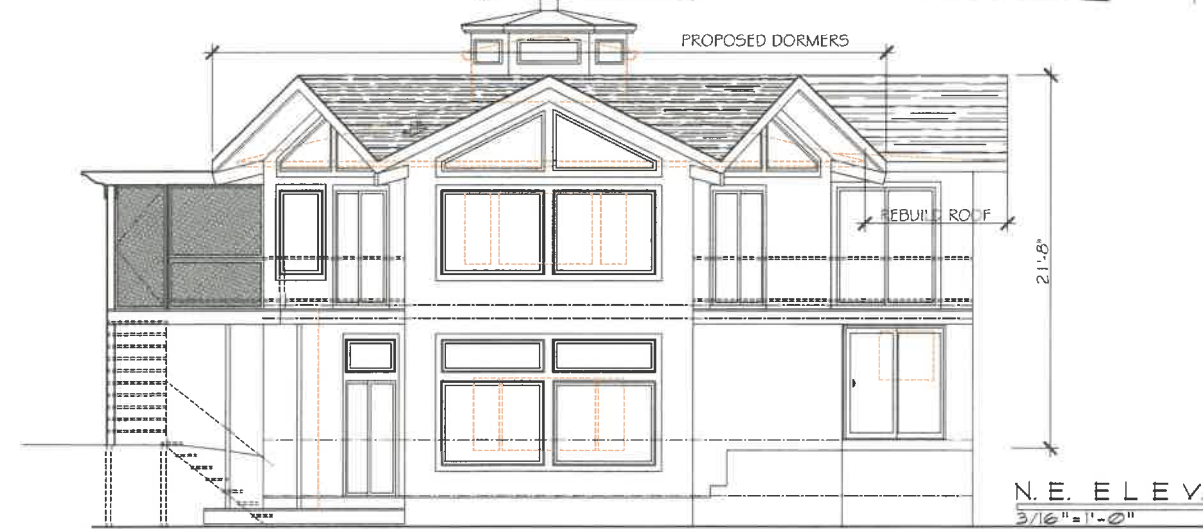 PROPOSED DORMERS
REBUILD ROOF
21'-8"
N.E. ELEV
3/16"=1'-0"